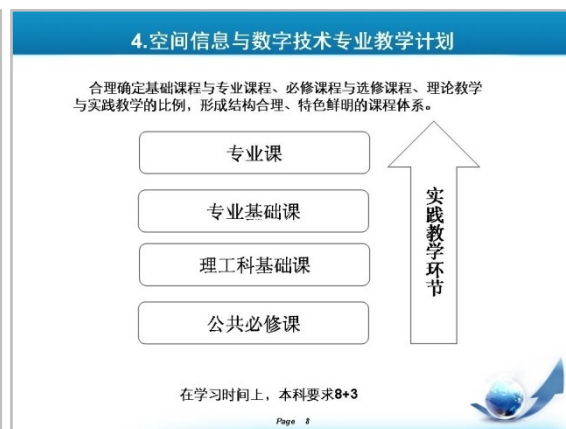 4.空间信息与数字技术专业教学计划
合理确定基础课程与专业课程、必修课程与选修课程、理论教学
与实践教学的比例，形成结构合理、特色鲜明的课程体系。
专业课
专业基础课
理工科基础课
公共必修课
实践教学环节
在学习时间上，本科要求8+3
Page 8